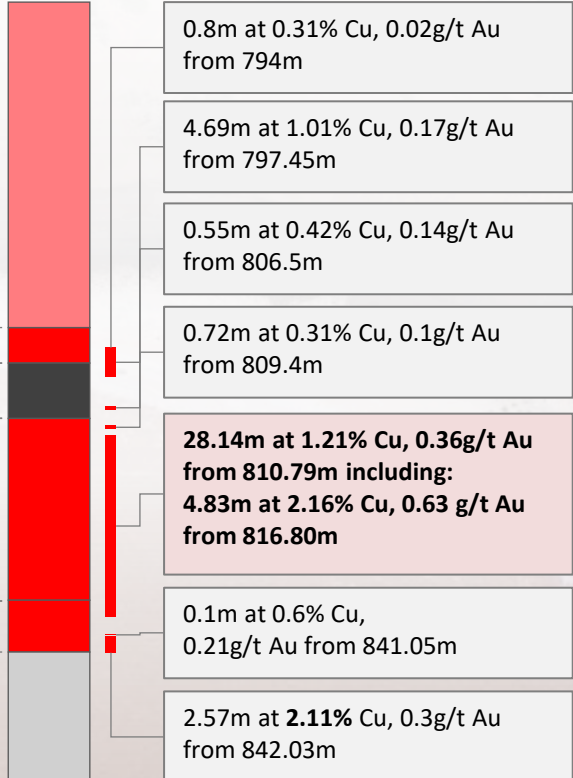 0.8m at 0.31% Cu, 0.02g/t Au
from 794m
4.69m at 1.01% Cu, 0.17g/t Au
from 797.45m
0.55m at 0.42% Cu, 0.14g/t Au
from 806.5m
0.72m at 0.31% Cu, 0.1g/t Au
from 809.4m
28.14m at 1.21% Cu, 0.36g/t Au
from 810.79m including:
4.83m at 2.16% Cu, 0.63 g/t Au
from 816.80m
0.1m at 0.6% Cu,
0.21g/t Au from 841.05m
2.57m at 2.11% Cu, 0.3g/t Au
from 842.03m